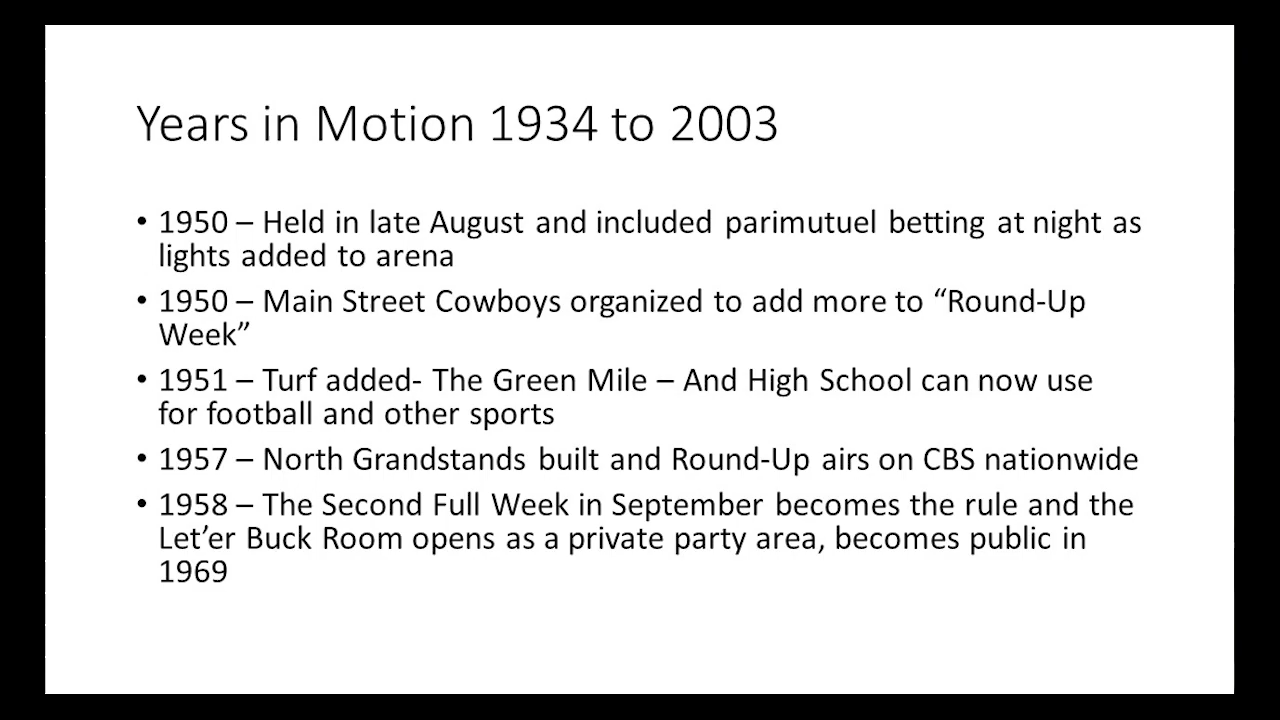 Years in Motion 1934 to 2003
• 1950 – Held in late August and included parimutuel betting at night as
lights added to arena
• 1950 – Main Street Cowboys organized to add more to “Round-Up
Week”
• 1951 – Turf added- The Green Mile – And High School can now use
for football and other sports
• 1957 – North Grandstands built and Round-Up airs on CBS nationwide
• 1958 – The Second Full Week in September becomes the rule and the
Let’er Buck Room opens as a private party area, becomes public in
1969